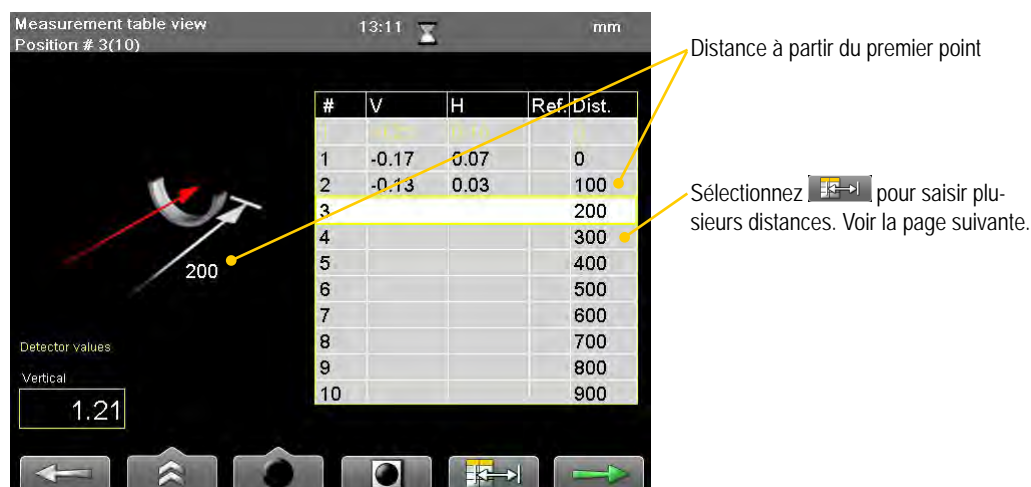 Measurement table view
Position # 3(10)
13:11
mm
Distance à partir du premier point
# V H Ref. Dist.
1 -0.17 0.07 0
2 -0.13 0.03 100
3 200
4 300
5 400
6 500
7 600
8 700
9 800
10 900
Sélectionnez pour saisir plu-
sieurs distances. Voir la page suivante.
200
Detector values
Vertical
1.21